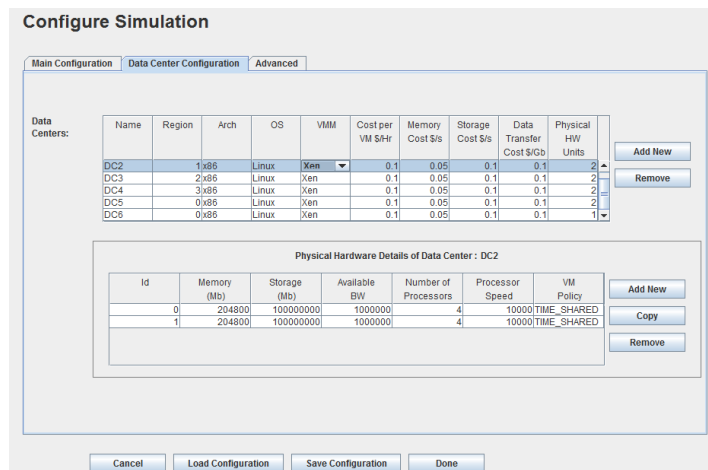 Configure Simulation
Main Configuration Data Center Configuration Advanced
Data Centers:
Name Region Arch OS VMM Cost per VM $/Hr Memory Cost $/s Storage Cost $/s Data Transfer Cost $/Gb Physical HW Units
DC2 1 x86 Linux Xen 0.1 0.05 0.1 0.1 2
DC3 2 x86 Linux Xen 0.1 0.05 0.1 0.1 2
DC4 3 x86 Linux Xen 0.1 0.05 0.1 0.1 2
DC5 0 x86 Linux Xen 0.1 0.05 0.1 0.1 2
DC6 0 x86 Linux Xen 0.1 0.05 0.1 0.1 1
Add New
Remove
Physical Hardware Details of Data Center : DC2
Id Memory (Mb) Storage (Mb) Available BW Number of Processors Processor Speed VM Policy
0 204800 100000000 1000000 4 10000 TIME_SHARED
1 204800 100000000 1000000 4 10000 TIME_SHARED
Add New
Copy
Remove
Cancel Load Configuration Save Configuration Done